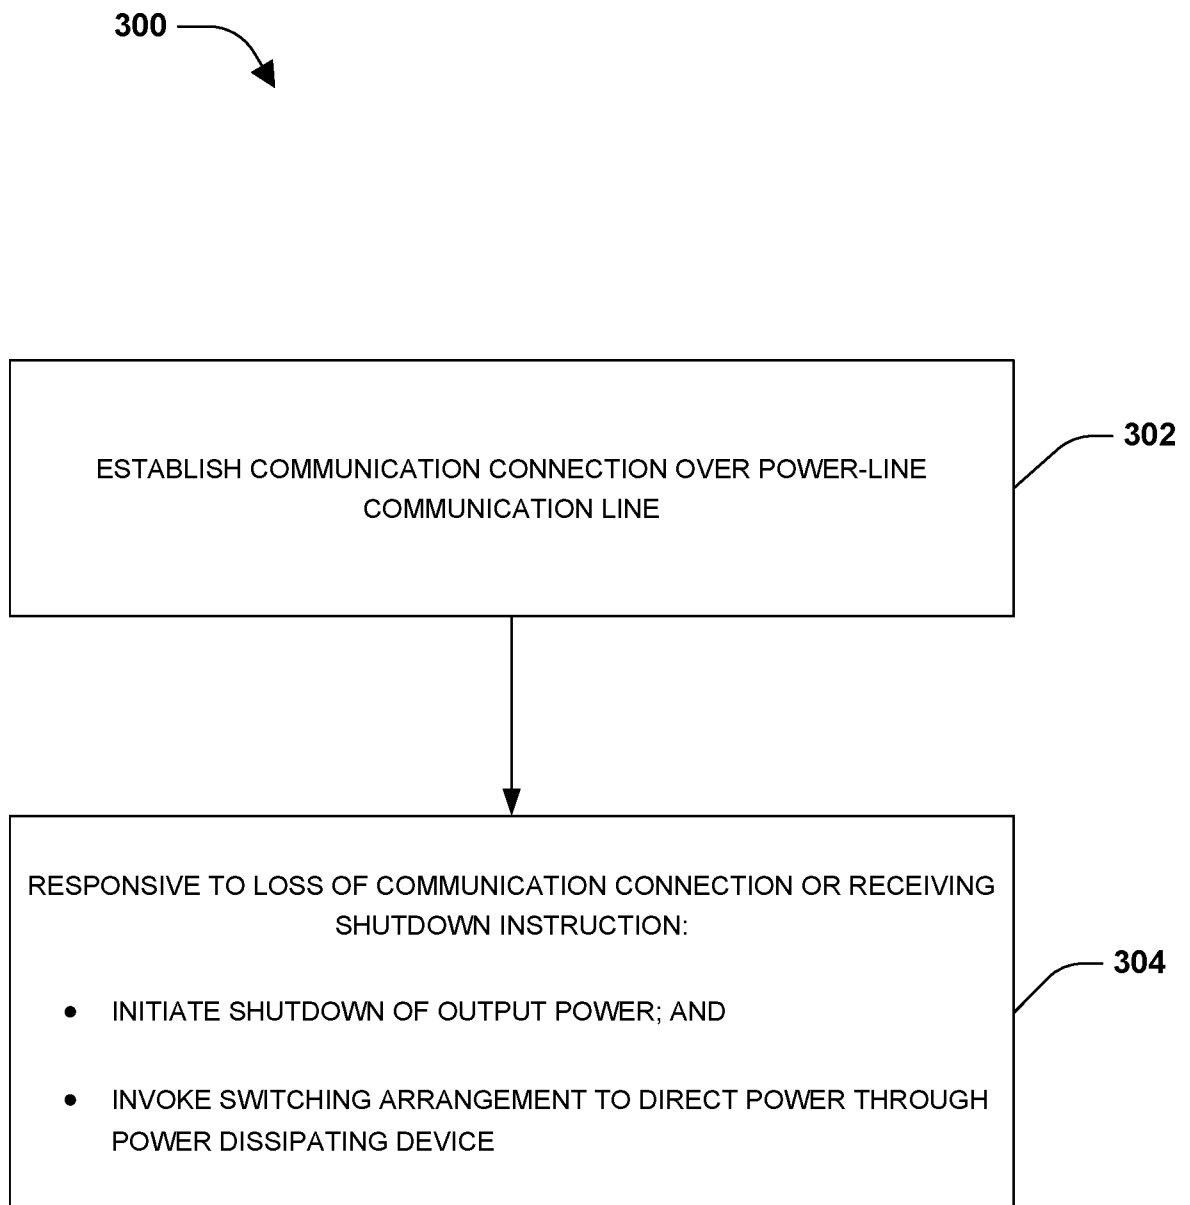 300
ESTABLISH COMMUNICATION CONNECTION OVER POWER-LINE
COMMUNICATION LINE
302
RESPONSIVE TO LOSS OF COMMUNICATION CONNECTION OR RECEIVING
SHUTDOWN INSTRUCTION:
• INITIATE SHUTDOWN OF OUTPUT POWER; AND
• INVOKE SWITCHING ARRANGEMENT TO DIRECT POWER THROUGH
POWER DISSIPATING DEVICE
304